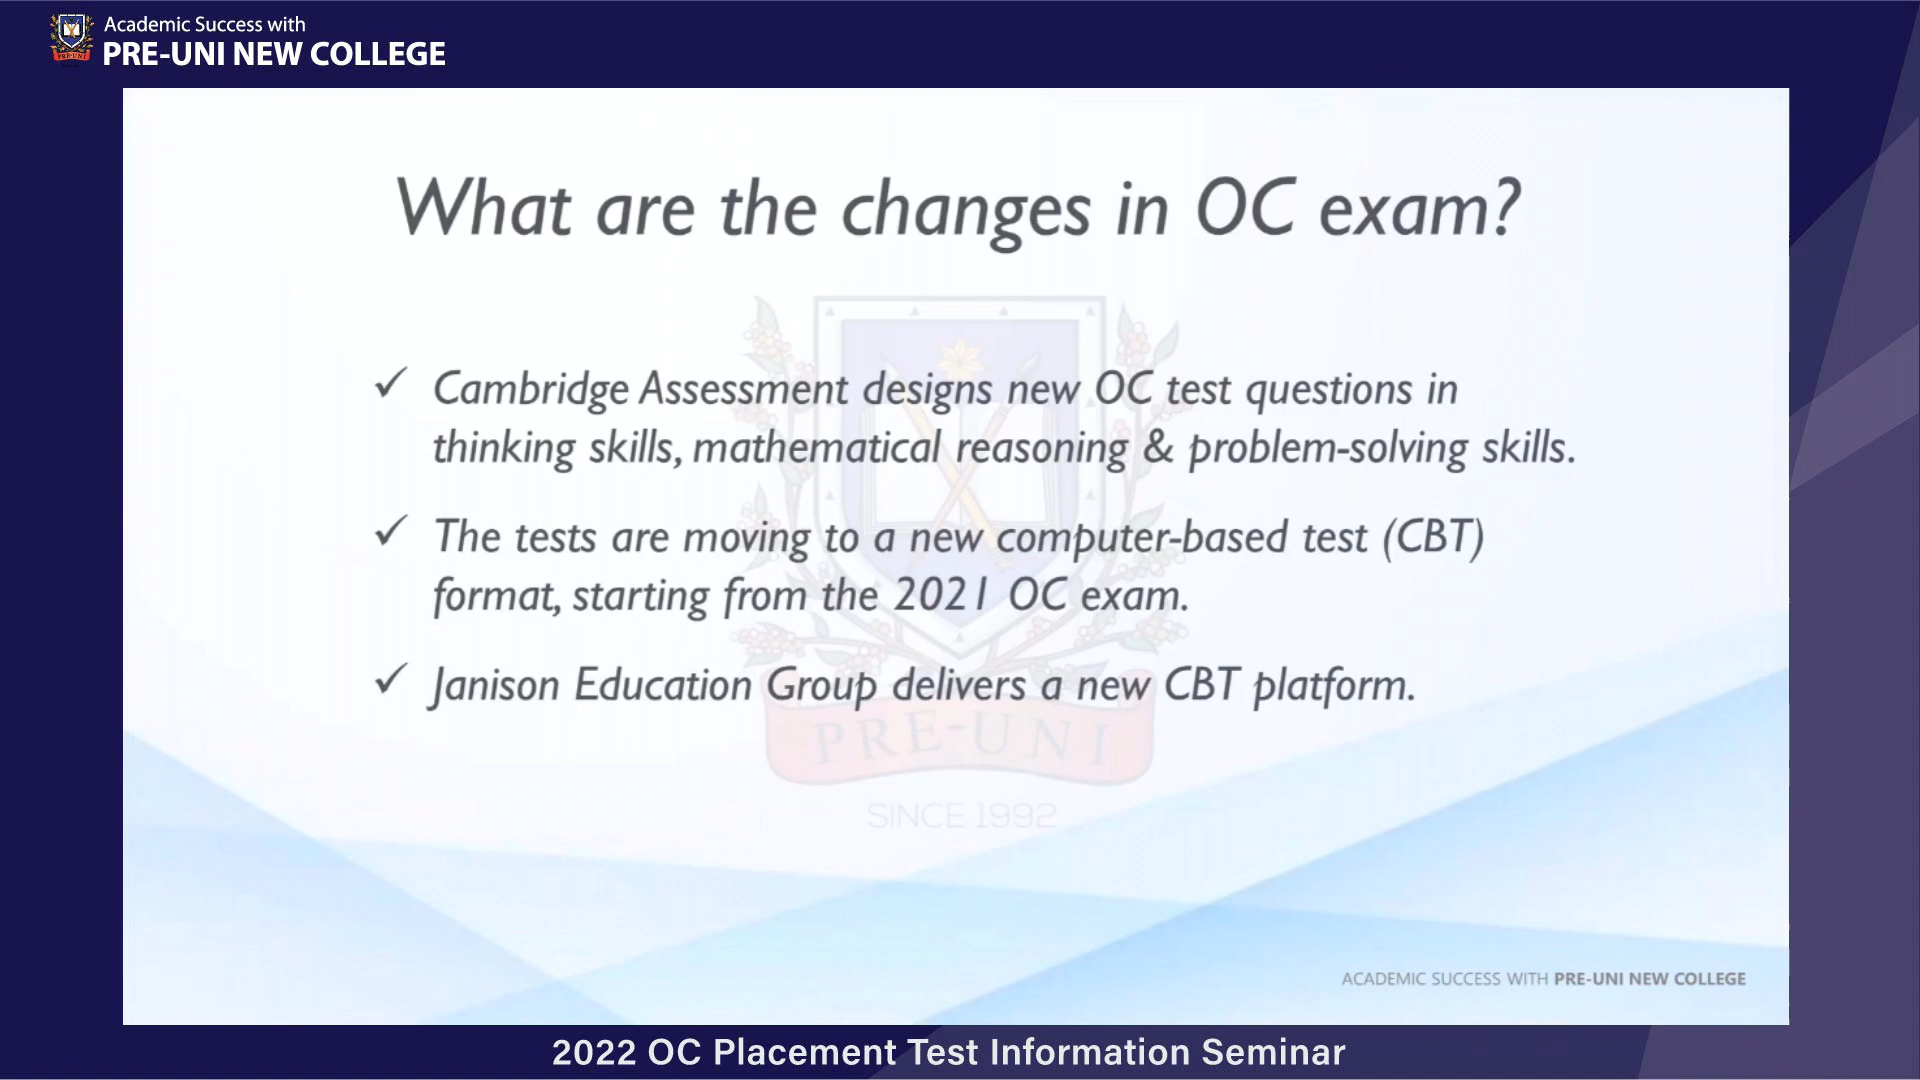 Academic Success with
PRE-UNI NEW COLLEGE
What are the changes in OC exam?
✓ Cambridge Assessment designs new OC test questions in
thinking skills, mathematical reasoning & problem-solving skills.
✓ The tests are moving to a new computer-based test (CBT)
format, starting from the 2021 OC exam.
✓ Janison Education Group delivers a new CBT platform.
PRE-UNI
SINCE 1992
ACADEMIC SUCCESS WITH PRE-UNI NEW COLLEGE
2022 OC Placement Test Information Seminar